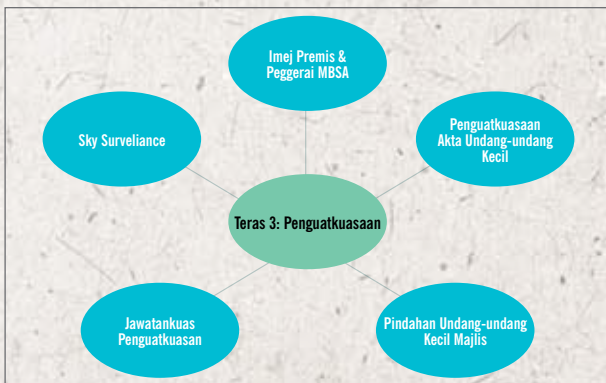 Imej Premis &
Peggerai MBSA
Sky Surveliance
Penguatkuasaan
Akta Undang-undang
Kecil
Teras 3: Penguatkuasaan
Jawatankuas
Penguatkuasan
Pindahan Undang-undang
Kecil Majlis